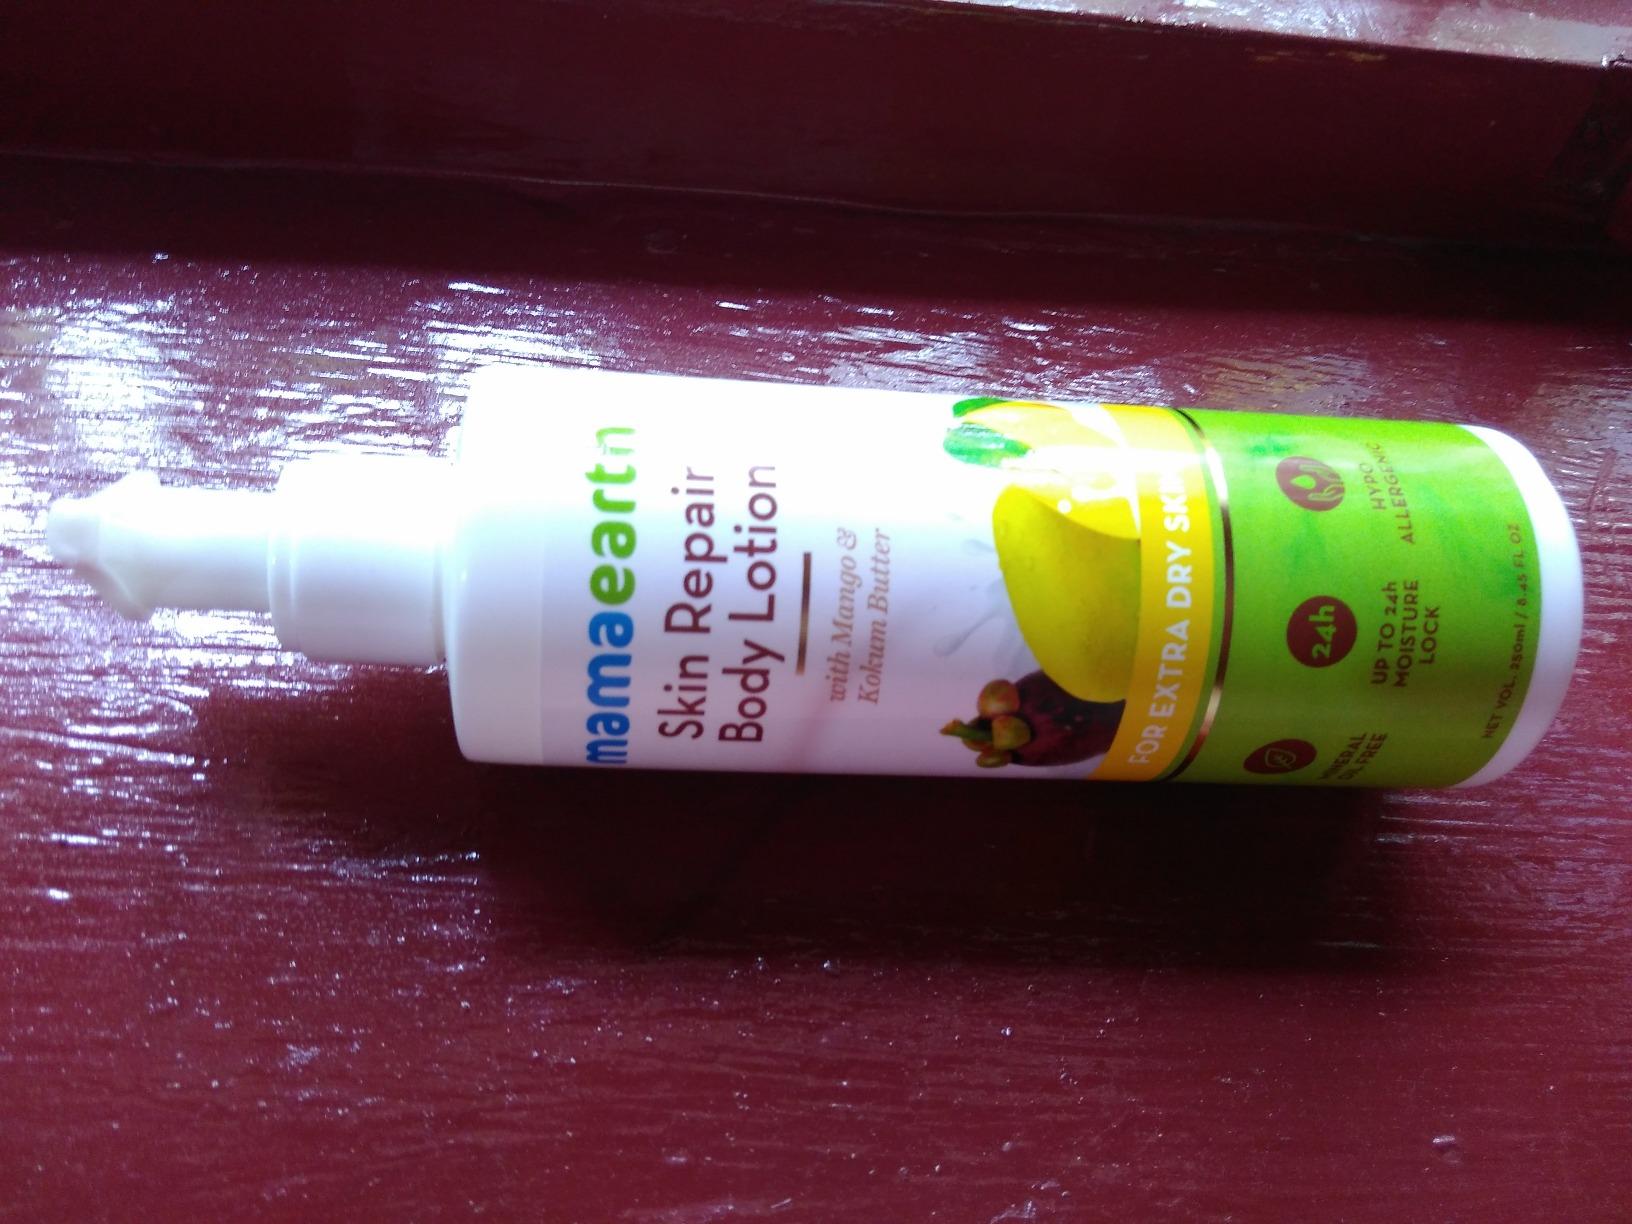 mamaearth
Skin Repair
Body Lotion
with Mango &
Kokum Butter
FOR EXTRA DRY SKIN
MINERAL
OIL FREE
24h
UP TO 24h
MOISTURE
LOCK
HYPO
ALLERGENIC
NET VOL. 250ml / 8.45 FL OZ